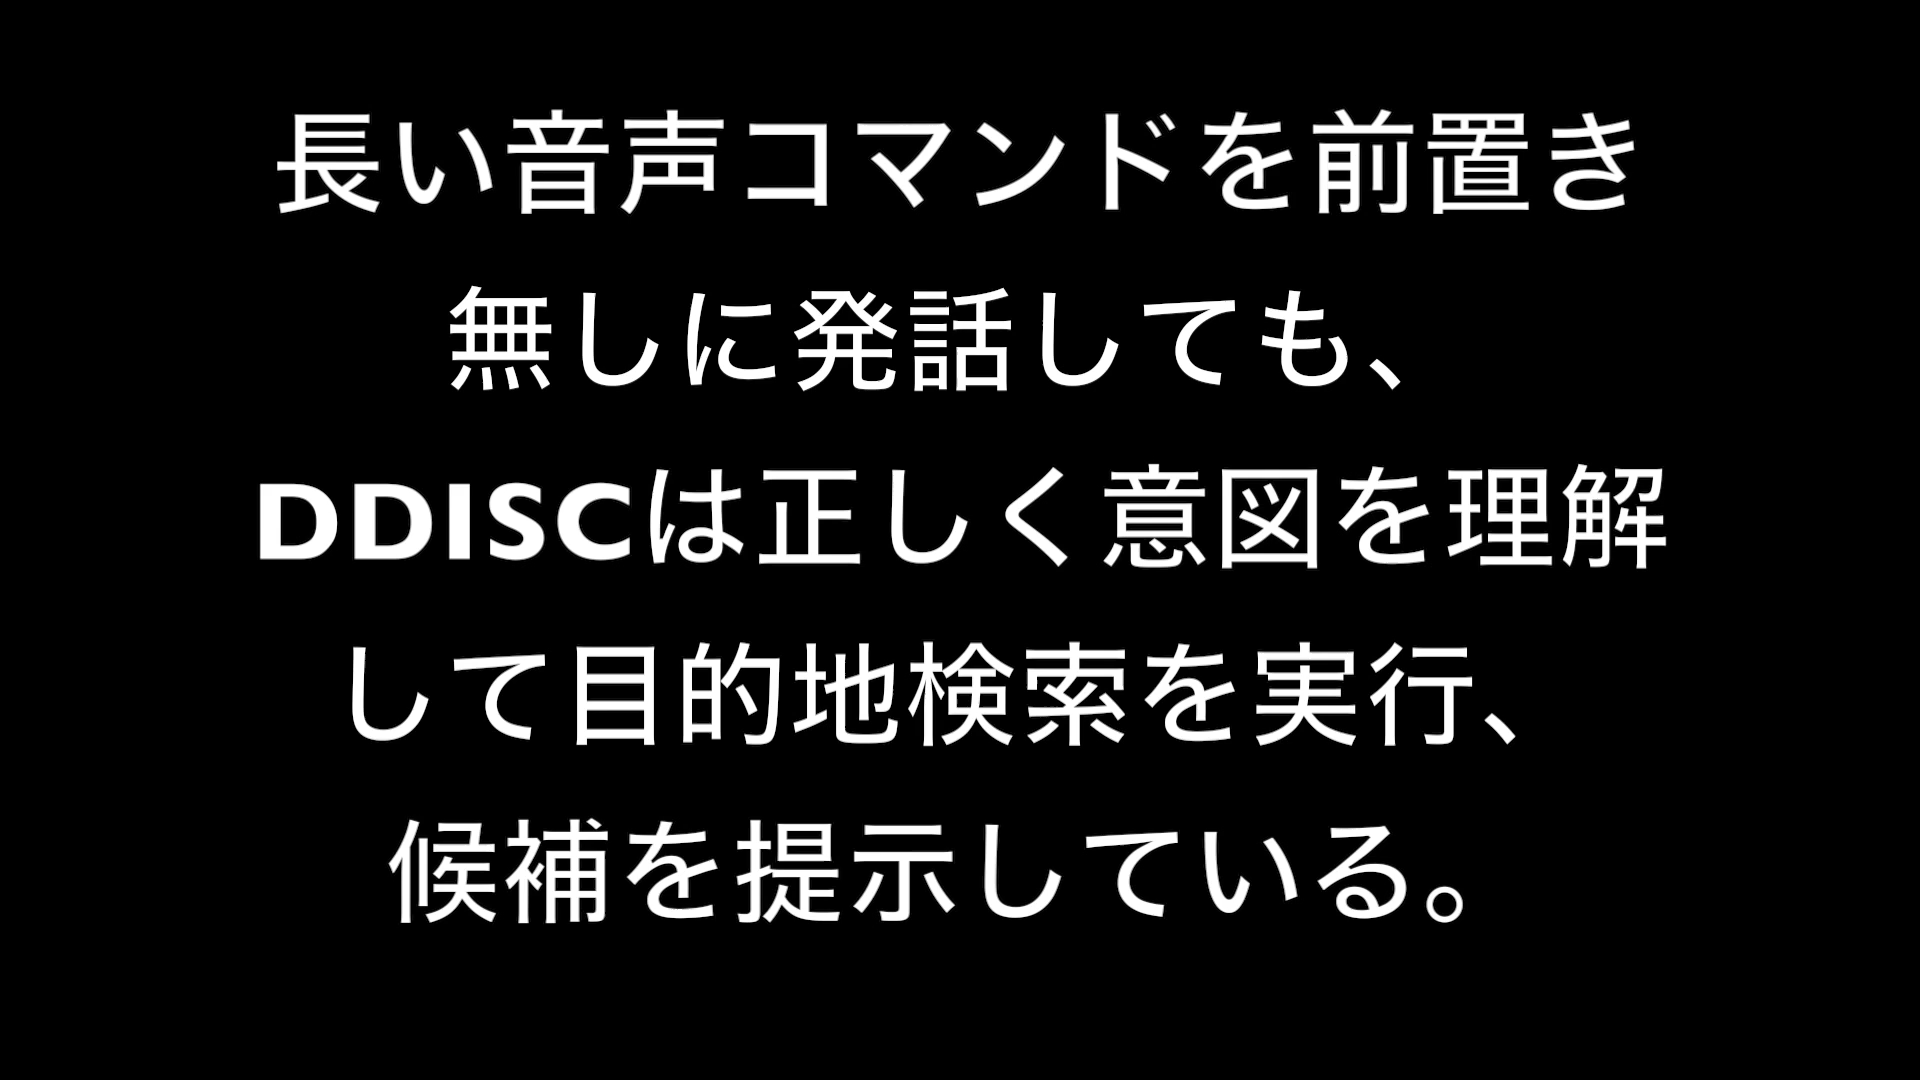 長い音声コマンドを前置き
無しに発話しても、
DDISCは正しく意図を理解
して目的地検索を実行、
候補を提示している。